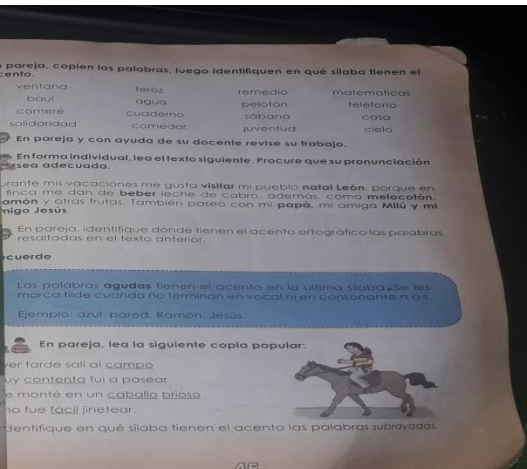 pareja, copien las palabras, luego identifiquen en qué sílaba tienen el
cento.
ventana feroz remedio matemáticas
baúl agua pelotón teléfono
comeré cuaderno sábana casa
solidaridad comedor juventud cielo
En pareja y con ayuda de su docente revise su trabajo.
En forma individual, lea el texto siguiente. Procure que su pronunciación
sea adecuada.
urante mis vacaciones me gusta visitar mi pueblo natal León, porque en
finca me dan de beber leche de cabro, además, como melocotón,
amón y otras frutas. También paseo con mi papá, mi amiga Milú y mi
migo Jesús.
En pareja, identifique dónde tienen el acento ortográfico las palabras
resaltadas en el texto anterior.
cuerde
Las palabras agudas tienen el acento en la última sílaba. Se les
marca tilde cuando no terminan en vocal ni en consonante n o s
Ejemplo: azul, pared, Ramón, Jesús.
En pareja, lea la siguiente copla popular:
yer tarde salí al campo
uy contenta fui a pasear
e monté en un caballo brioso
no fue fácil jinetear.
dentifique en qué sílaba tienen el acento las palabras subrayadas.